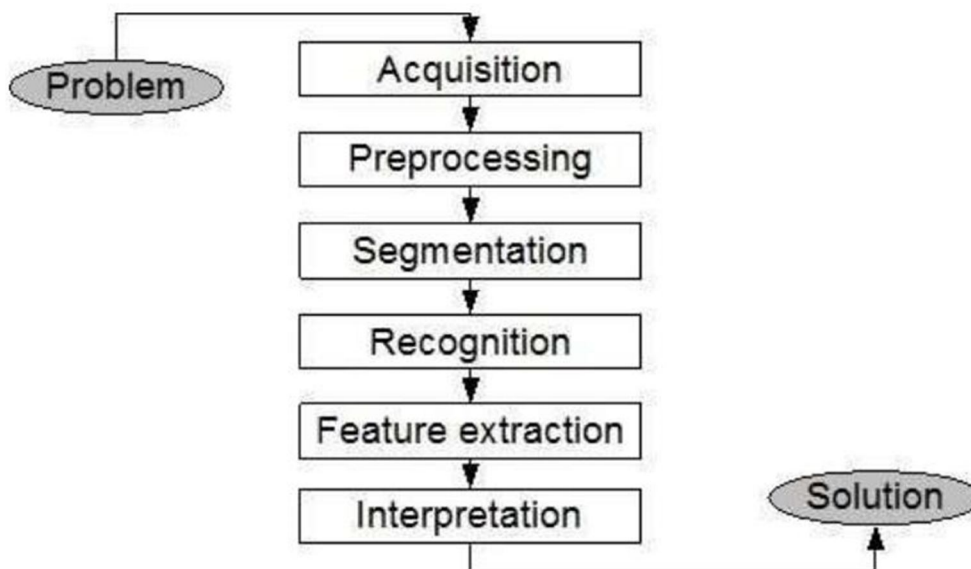 Problem
Acquisition
Preprocessing
Segmentation
Recognition
Feature extraction
Interpretation
Solution